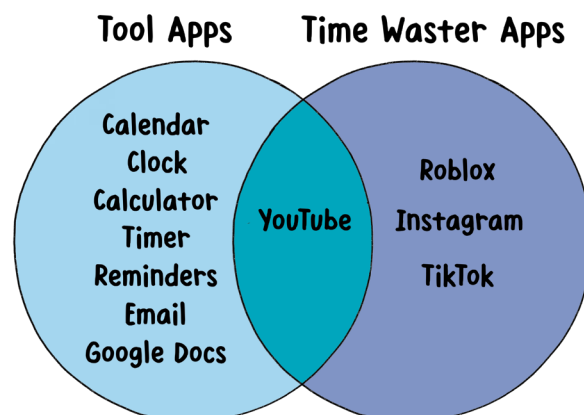 Tool Apps
Time Waster Apps
Calendar
Clock
Calculator
Timer
Reminders
Email
Google Docs
YouTube
Roblox
Instagram
TikTok